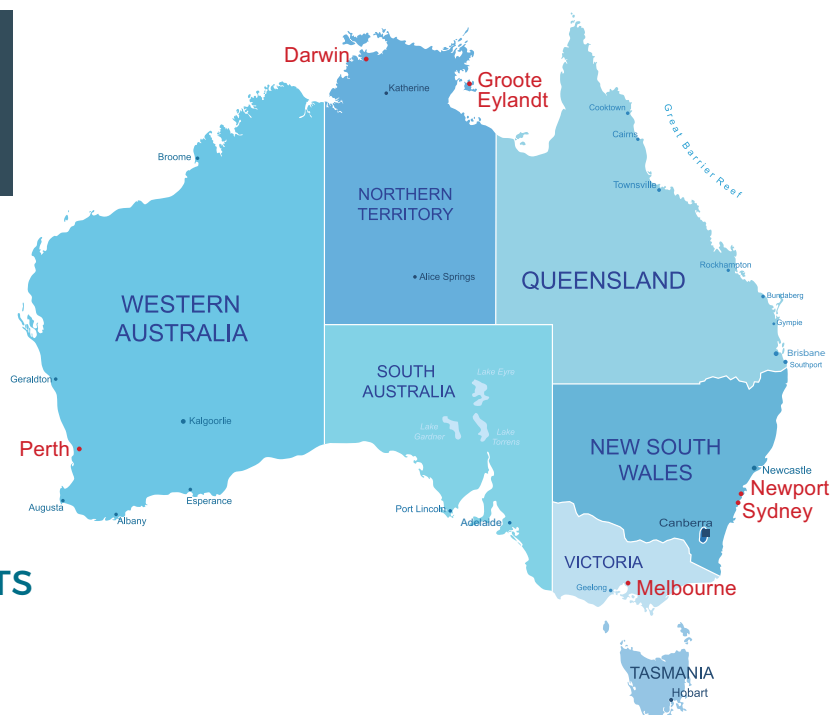 Darwin
Groote
Eylandt
Katherine
Cooktown
Great Barrier Reef
Cairns
Broome
Townsville
NORTHERN
TERRITORY
Rockhampton
Alice Springs
QUEENSLAND
WESTERN
AUSTRALIA
Bundaberg
Gympie
Brisbane
Southport
SOUTH
AUSTRALIA
Lake Eyre
Geraldton
Kalgoorlie
Lake
Gardner
Lake
Torrens
Perth
NEW SOUTH
WALES
Newcastle
Newport
Sydney
Augusta
Albany
Esperance
Port Lincoln
Adelaide
Canberra
VICTORIA
TS
Geelong
Melbourne
TASMANIA
Hobart